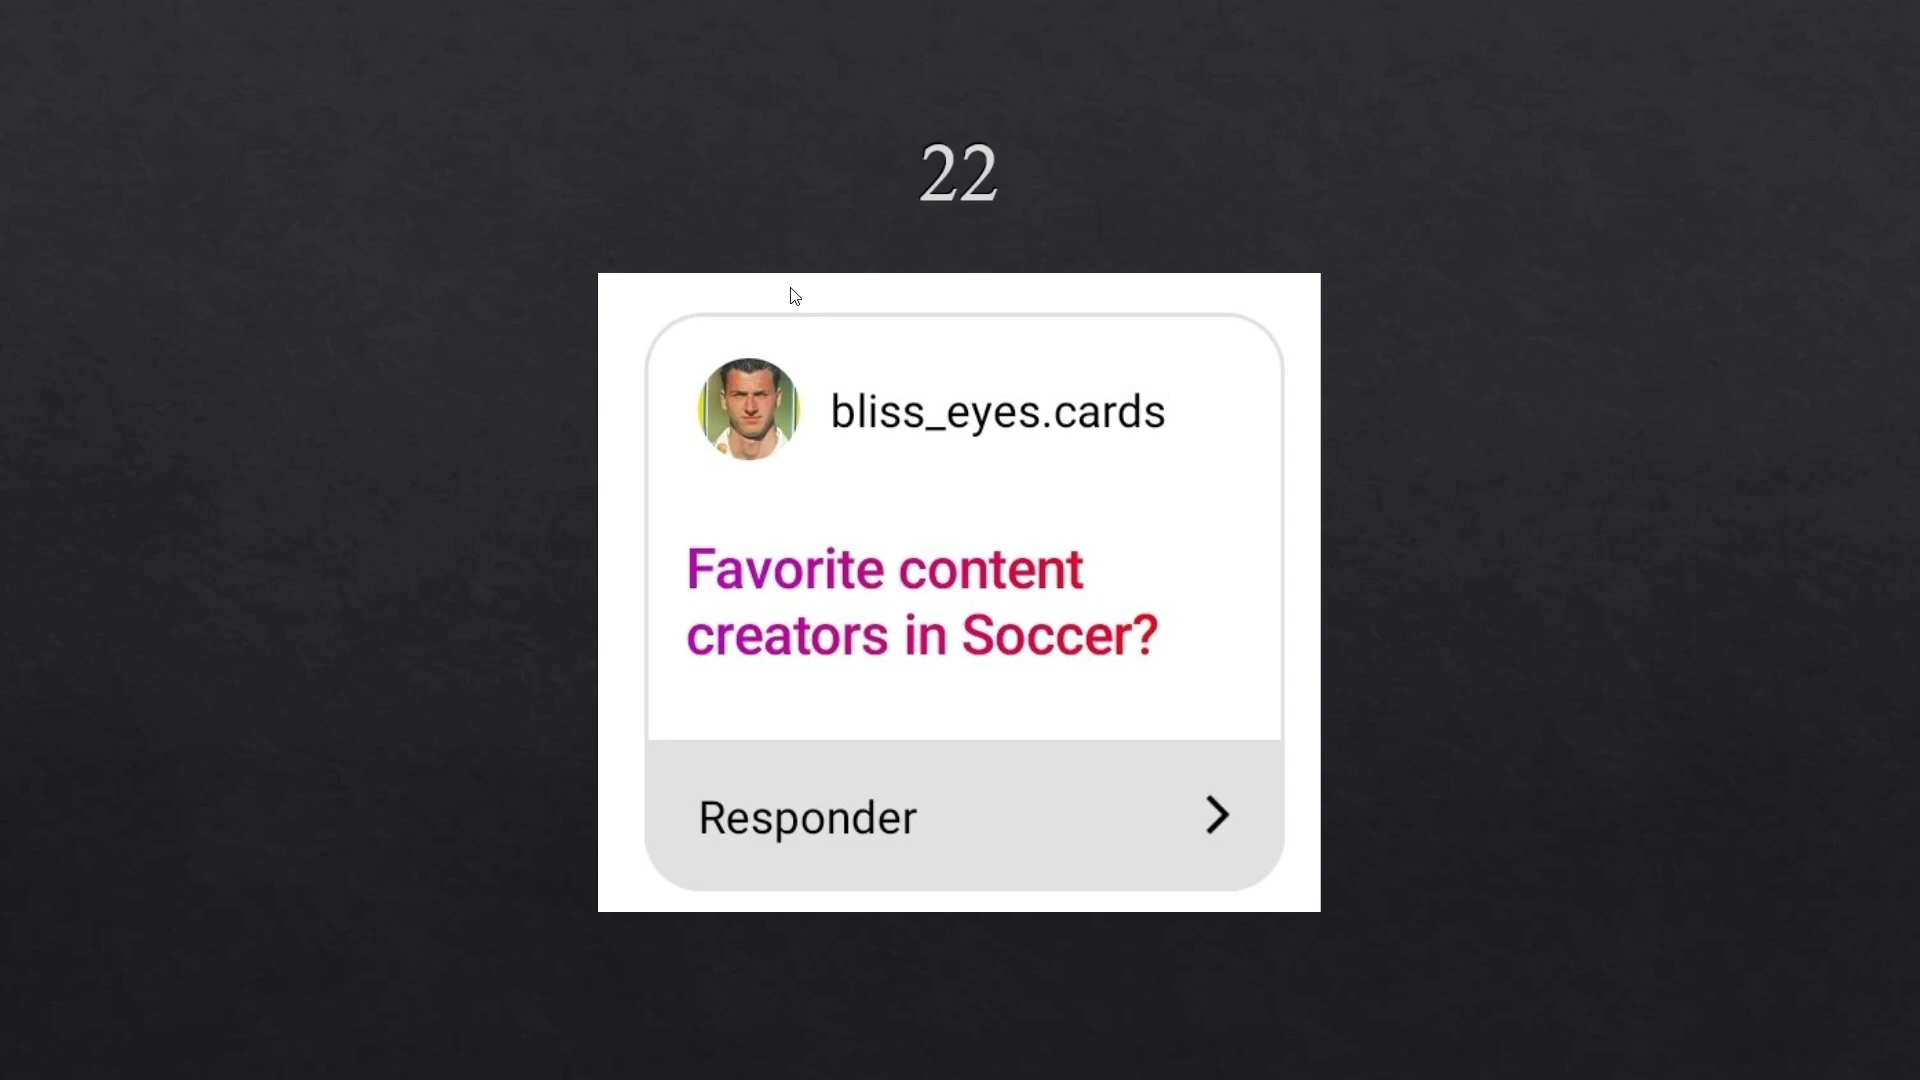 22
bliss_eyes.cards
Favorite content
creators in Soccer?
Responder